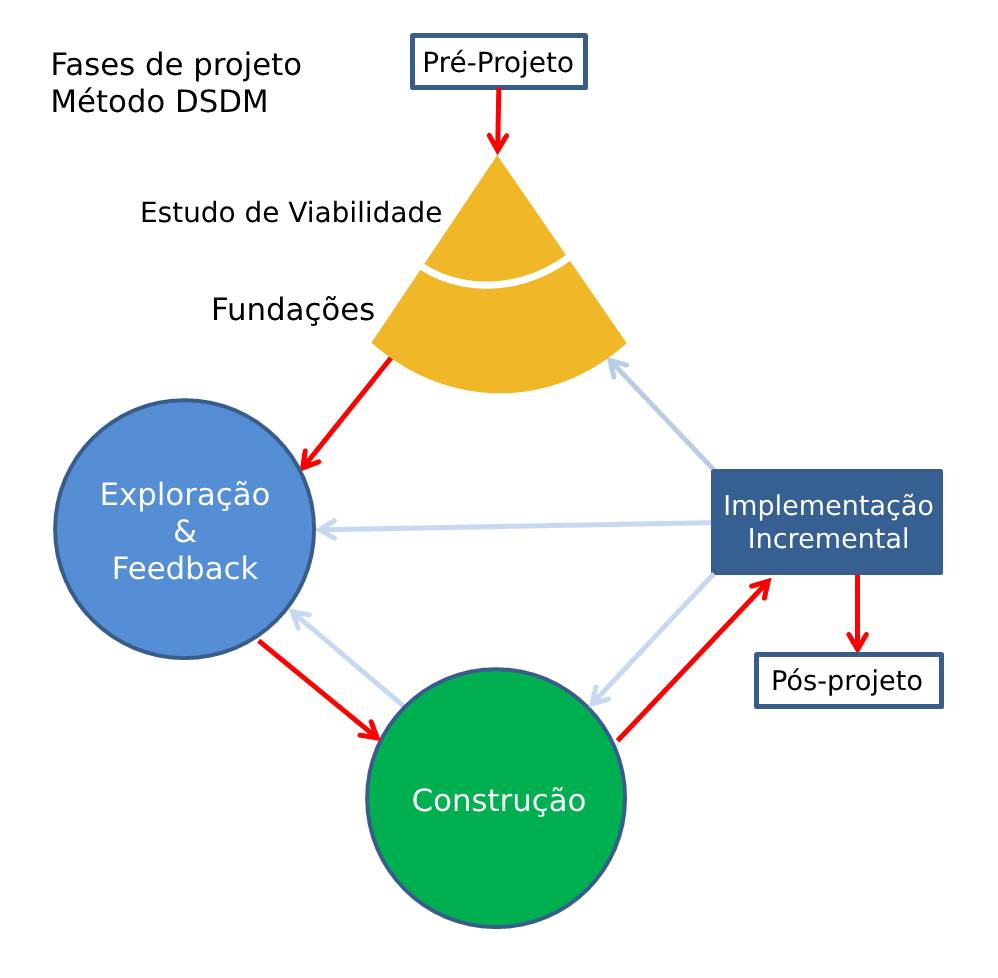 Fases de projeto
Método DSDM
Pré-Projeto
Estudo de Viabilidade
Fundações
Exploração
&
Feedback
Implementação
Incremental
Pós-projeto
Construção